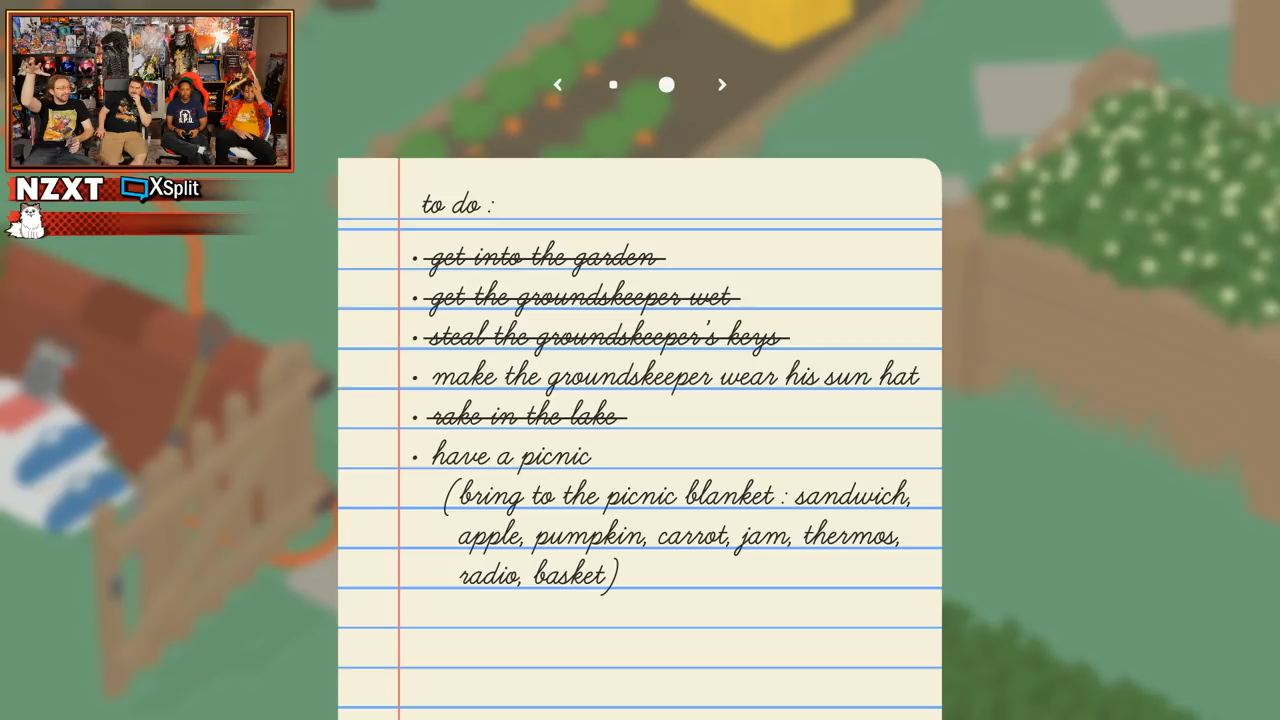 NZXT XSplit
to do :
• get into the garden
• get the groundskeeper wet
• steal the groundskeeper's keys
• make the groundskeeper wear his sun hat
• rake in the lake
• have a picnic
(bring to the picnic blanket : sandwich,
apple, pumpkin, carrot, jam, thermos,
radio, basket)